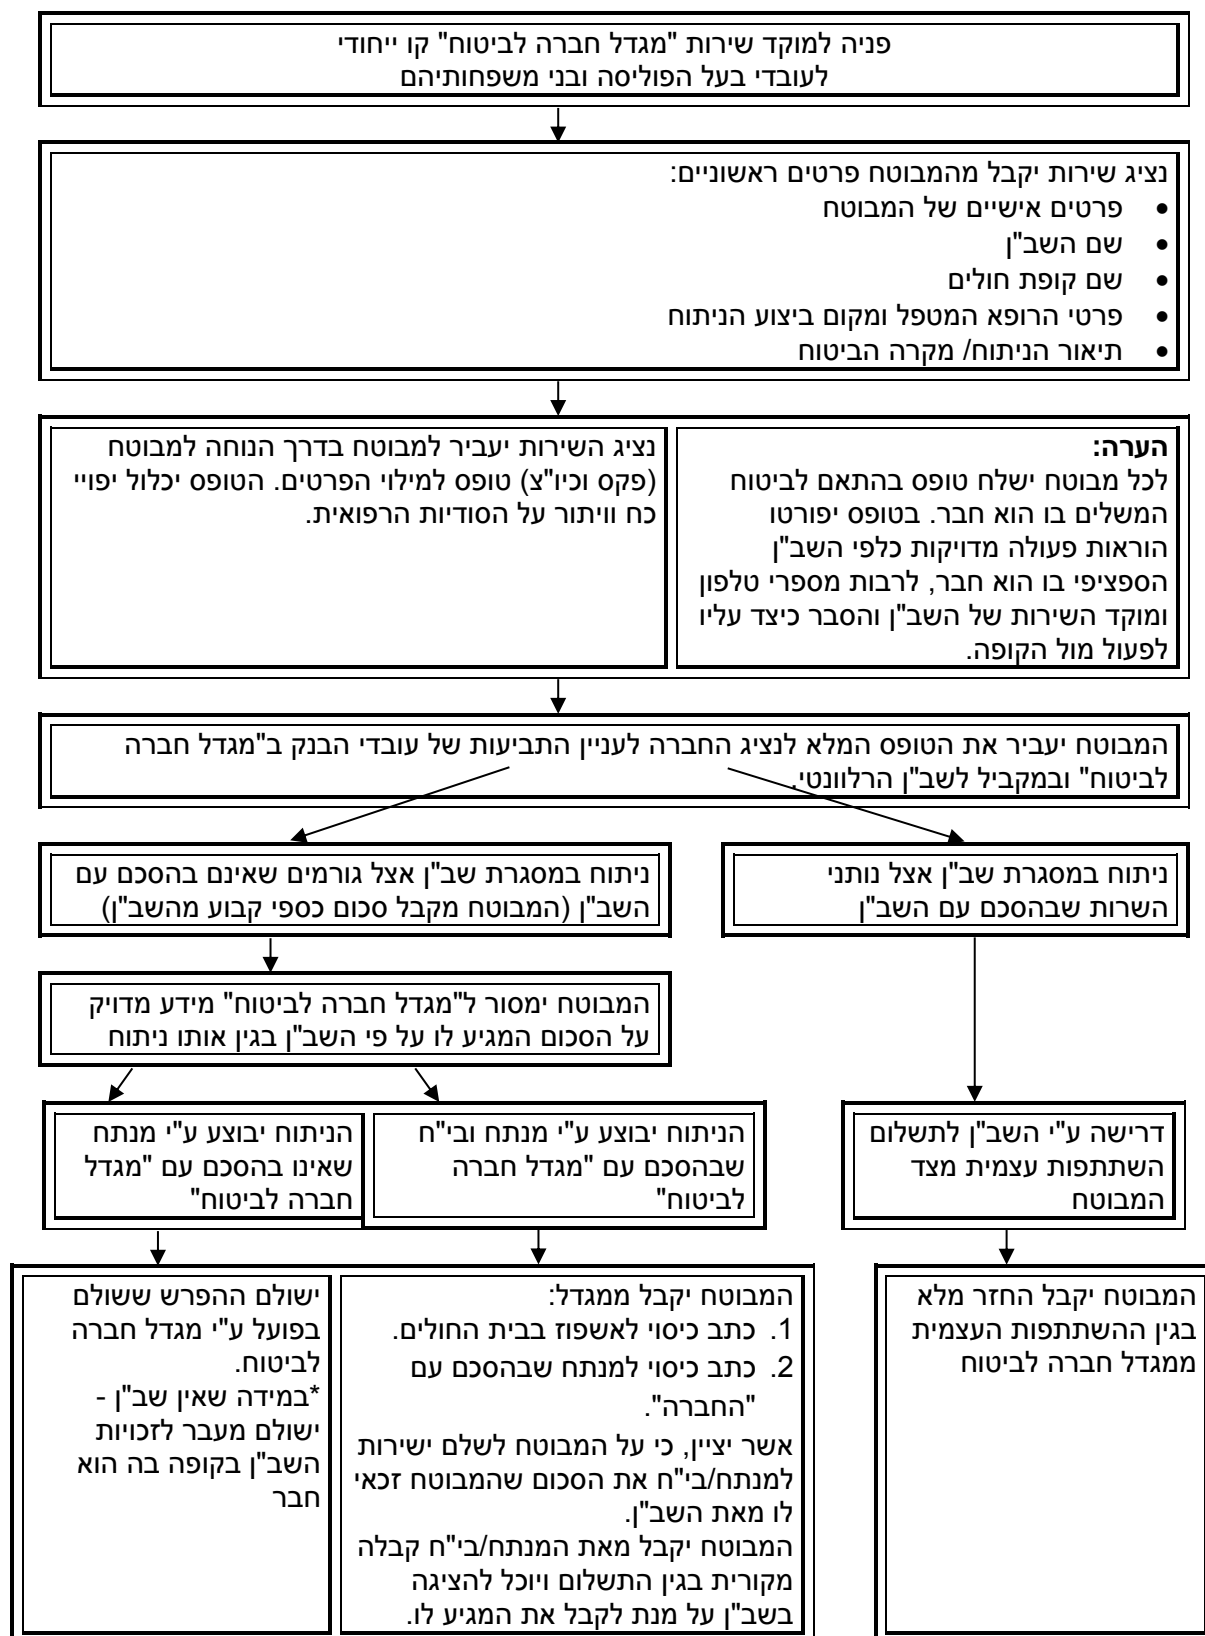 פניה למוקד שירות "מגדל חברה לביטוח" קו ייחודי
לעובדי בעל הפוליסה ובני משפחותיהם
נציג שירות יקבל מהמבוטח פרטים ראשוניים:
• פרטים אישיים של המבוטח
• שם השב"ן
• שם קופת חולים
• פרטי הרופא המטפל ומקום ביצוע הניתוח
• תיאור הניתוח/ מקרה הביטוח
הערה:
לכל מבוטח ישלח טופס בהתאם לביטוח
המשלים בו הוא חבר. בטופס יפורטו
הוראות פעולה מדויקות כלפי השב"ן
הספציפי בו הוא חבר, לרבות מספרי טלפון
ומוקד השירות של השב"ן והסבר כיצד עליו
לפעול מול הקופה.
נציג השירות יעביר למבוטח בדרך הנוחה למבוטח
(פקס וכיו"צ) טופס למילוי הפרטים. הטופס יכלול יפויי
כח וויתור על הסודיות הרפואית.
המבוטח יעביר את הטופס המלא לנציג החברה לעניין התביעות של עובדי הבנק ב"מגדל חברה
לביטוח" ובמקביל לשב"ן הרלוונטי.
ניתוח במסגרת שב"ן אצל נותני
השרות שבהסכם עם השב"ן
ניתוח במסגרת שב"ן אצל גורמים שאינם בהסכם עם
השב"ן (המבוטח מקבל סכום כספי קבוע מהשב"ן)
המבוטח ימסור ל"מגדל חברה לביטוח" מידע מדויק
על הסכום המגיע לו על פי השב"ן בגין אותו ניתוח
דרישה ע"י השב"ן לתשלום
השתתפות עצמית מצד
המבוטח
הניתוח יבוצע ע"י מנתח ובי"ח
שבהסכם עם "מגדל חברה
לביטוח"
הניתוח יבוצע ע"י מנתח
שאינו בהסכם עם "מגדל
חברה לביטוח"
המבוטח יקבל החזר מלא
בגין ההשתתפות העצמית
ממגדל חברה לביטוח
המבוטח יקבל ממגדל:
1. כתב כיסוי לאשפוז בבית החולים.
2. כתב כיסוי למנתח שבהסכם עם
"החברה".
אשר יציין, כי על המבוטח לשלם ישירות
למנתח/בי"ח את הסכום שהמבוטח זכאי
לו מאת השב"ן.
המבוטח יקבל מאת המנתח/בי"ח קבלה
מקורית בגין התשלום ויוכל להציגה
בשב"ן על מנת לקבל את המגיע לו.
ישולם ההפרש ששולם
בפועל ע"י מגדל חברה
לביטוח.
*במידה שאין שב"ן -
ישולם מעבר לזכויות
השב"ן בקופה בה הוא
חבר